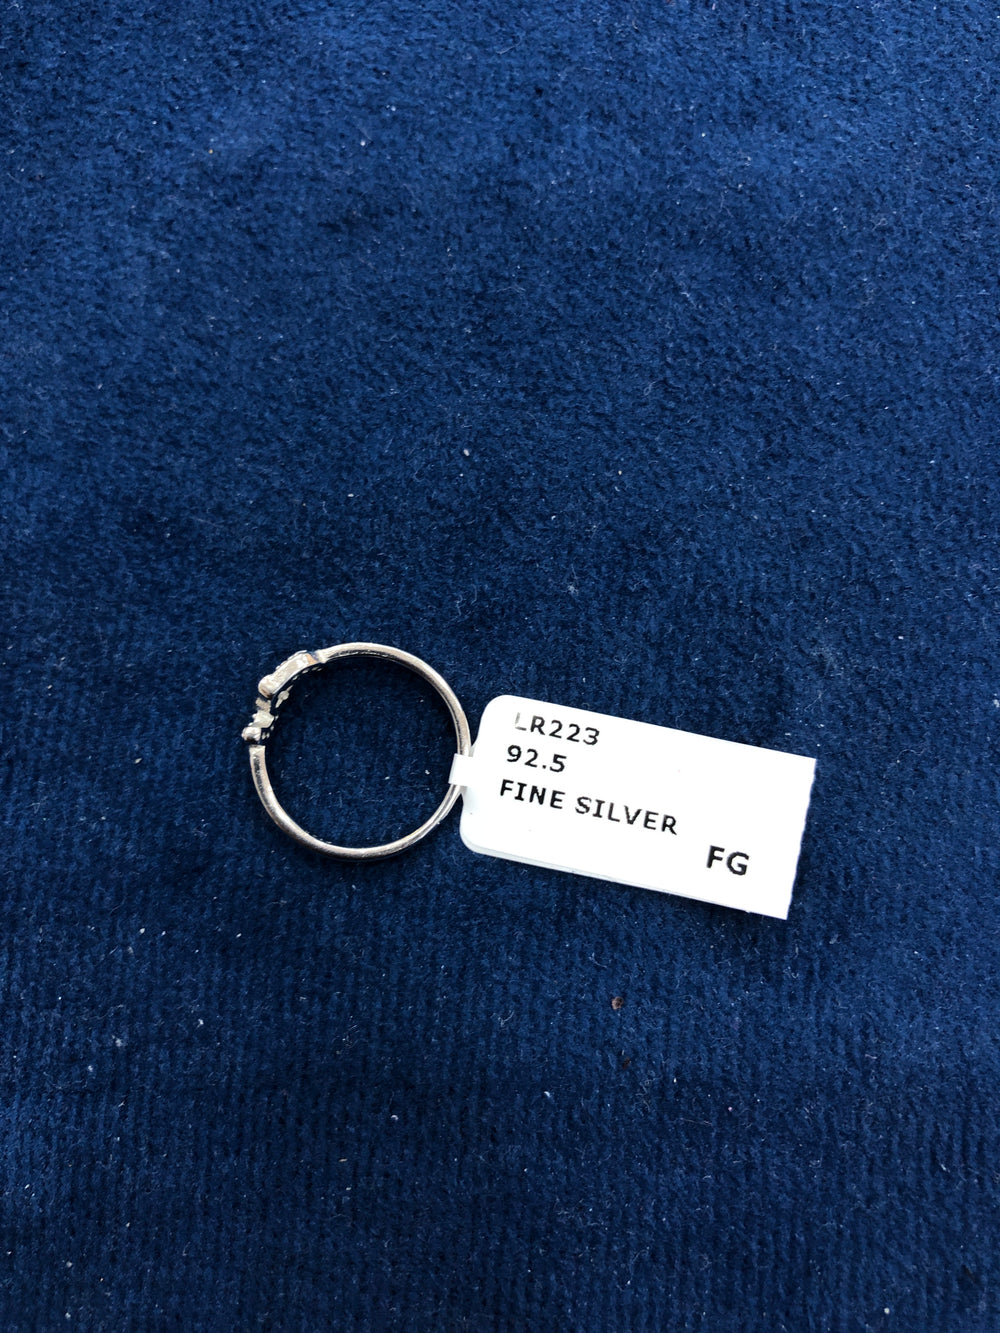 LR223
92.5
FINE SILVER
FG